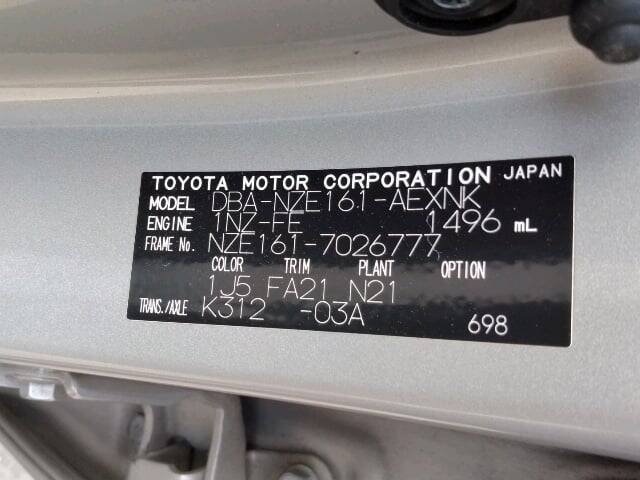 TOYOTA MOTOR CORPORATION JAPAN
MODEL DBA-NZE161-AEXNK
ENGINE 1NZ-FE 1496 mL
FRAME No. NZE161-7026777
COLOR TRIM PLANT OPTION
1J5 FA21 N21
TRANS./AXLE K312 -03A
698